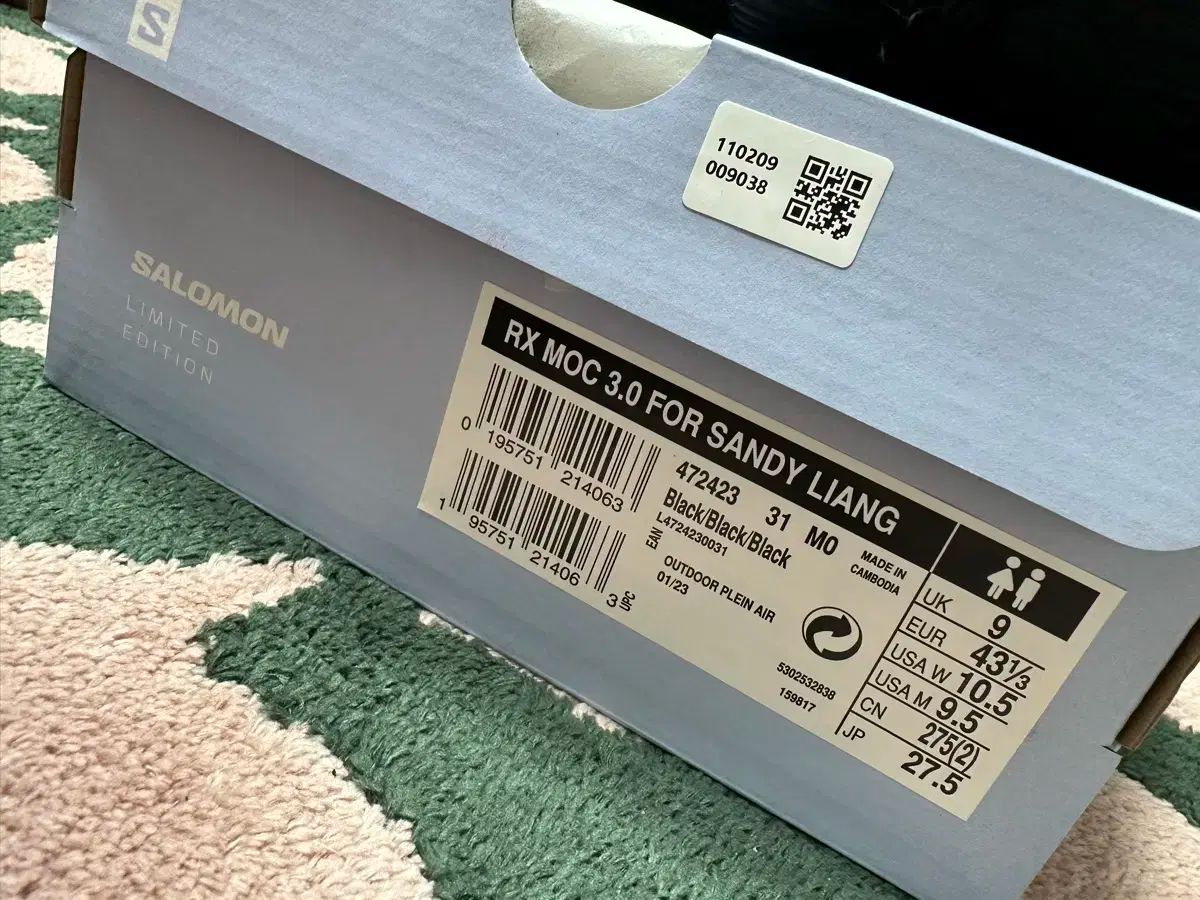 S
110209
009038
SALOMON
LIMITED
EDITION
RX MOC 3.0 FOR SANDY LIANG
0 195751 214063
472423 31 M0
Black/Black/Black
L4724230031
EAN
MADE IN
CAMBODIA
1 95751 21406 3
UPC
OUTDOOR PLEIN AIR
01/23
5302532838
159817
UK 9
EUR 43⅓
USA W 10.5
USA M 9.5
CN 275(2)
JP 27.5